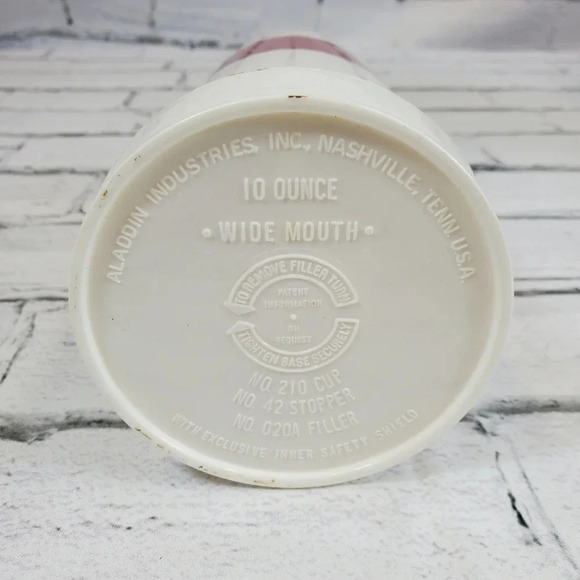 ALADDIN INDUSTRIES, INC., NASHVILLE, TENN. U.S.A.
10 OUNCE
• WIDE MOUTH •
TO REMOVE FILLER TURN
PATENT
INFORMATION
ON
REQUEST
TIGHTEN BASE SECURELY
NO. 210 CUP
NO. 42 STOPPER
NO. 020A FILLER
WITH EXCLUSIVE INNER SAFETY SHIELD